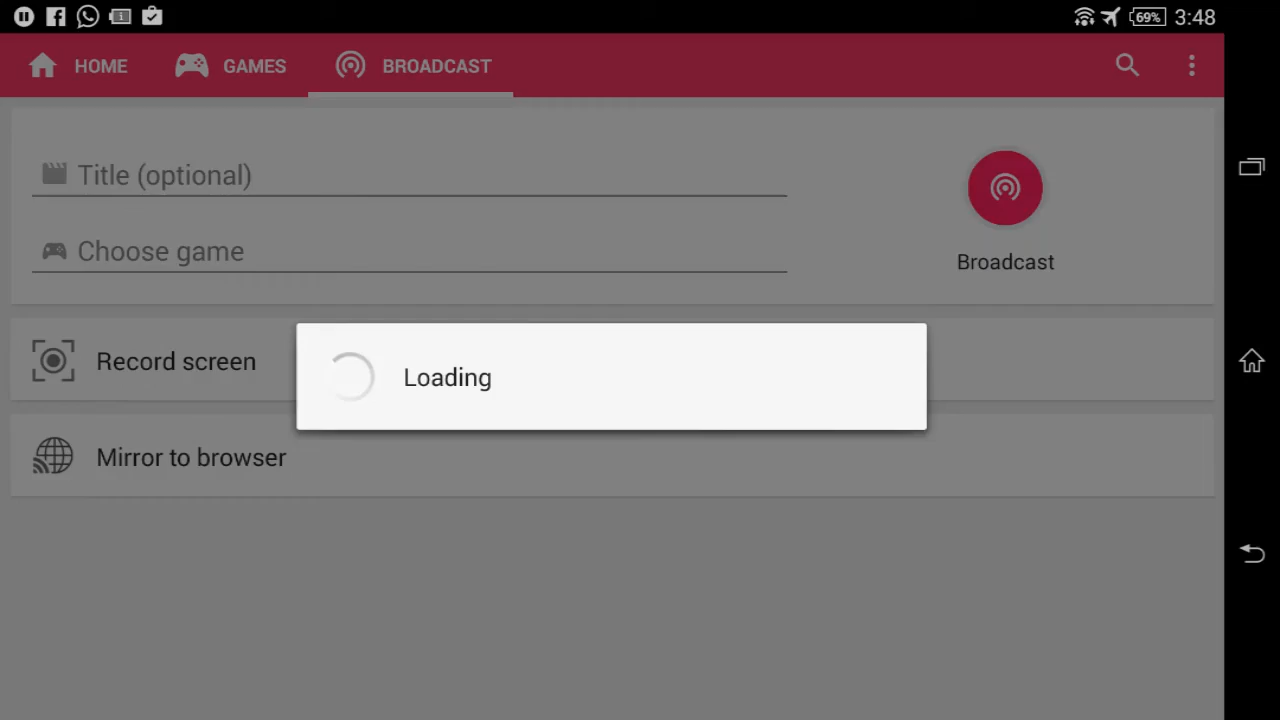 69% 3:48
HOME GAMES BROADCAST
Title (optional)
Choose game
Broadcast
Record screen
Loading
Mirror to browser